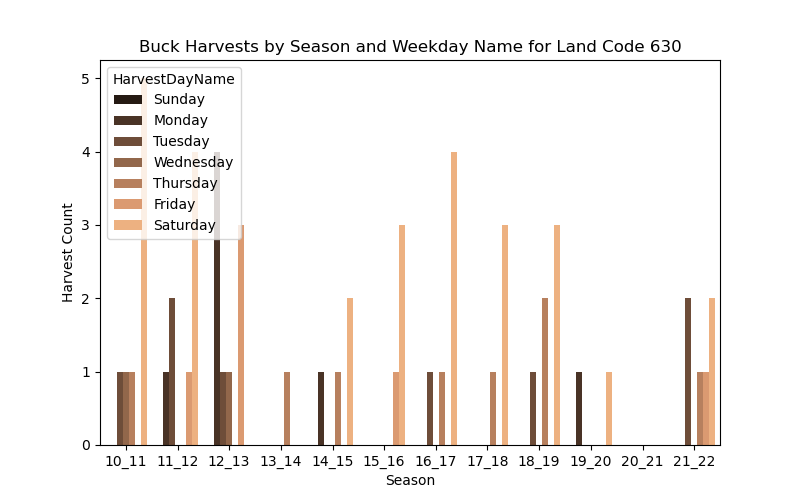 Buck Harvests by Season and Weekday Name for Land Code 630
HarvestDayName
Sunday
Monday
Tuesday
Wednesday
Thursday
Friday
Saturday
5
4
3
2
1
0
Harvest Count
10_11 11_12 12_13 13_14 14_15 15_16 16_17 17_18 18_19 19_20 20_21 21_22
Season